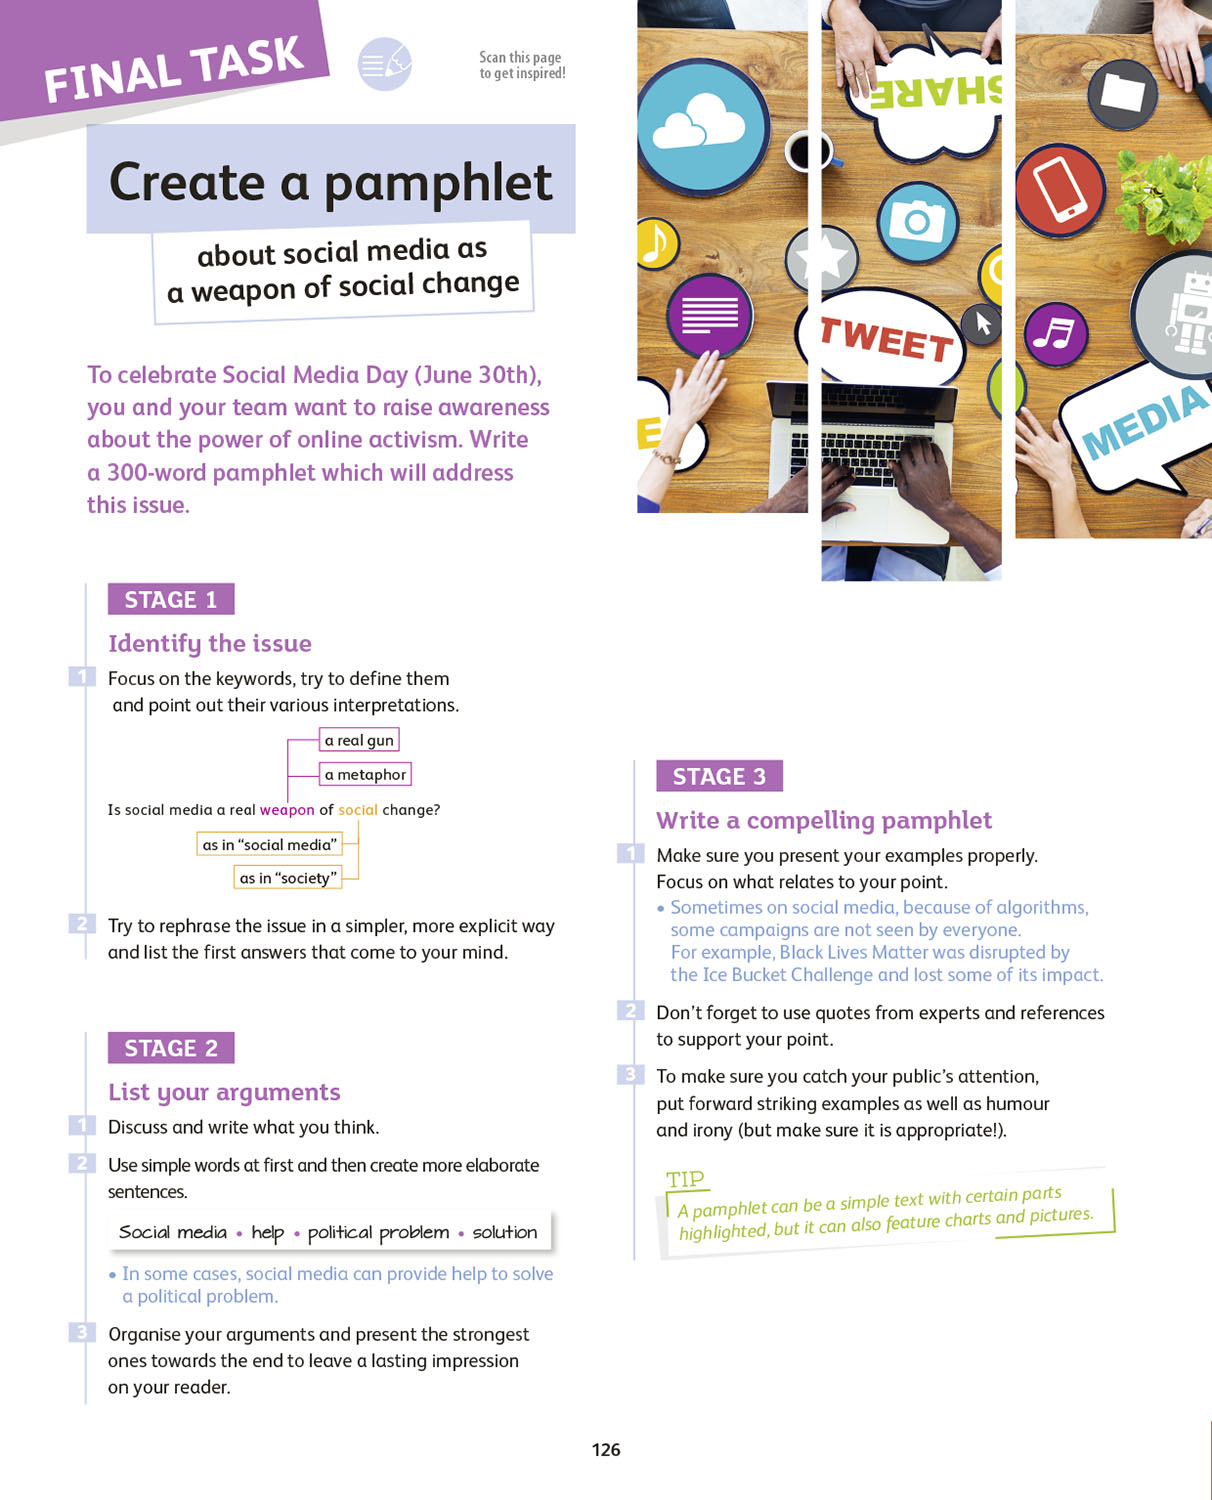 FINAL TASK
Scan this page
to get inspired!
Create a pamphlet
about social media as
a weapon of social change
To celebrate Social Media Day (June 30th),
you and your team want to raise awareness
about the power of online activism. Write
a 300-word pamphlet which will address
this issue.
SHARE
TWEET
E
MEDIA
STAGE 1
Identify the issue
1 Focus on the keywords, try to define them
and point out their various interpretations.
a real gun
a metaphor
Is social media a real weapon of social change?
as in “social media”
as in “society”
2 Try to rephrase the issue in a simpler, more explicit way
and list the first answers that come to your mind.
STAGE 2
List your arguments
1 Discuss and write what you think.
2 Use simple words at first and then create more elaborate
sentences.
Social media • help • political problem • solution
• In some cases, social media can provide help to solve
a political problem.
3 Organise your arguments and present the strongest
ones towards the end to leave a lasting impression
on your reader.
STAGE 3
Write a compelling pamphlet
1 Make sure you present your examples properly.
Focus on what relates to your point.
• Sometimes on social media, because of algorithms,
some campaigns are not seen by everyone.
For example, Black Lives Matter was disrupted by
the Ice Bucket Challenge and lost some of its impact.
2 Don’t forget to use quotes from experts and references
to support your point.
3 To make sure you catch your public’s attention,
put forward striking examples as well as humour
and irony (but make sure it is appropriate!).
TIP
A pamphlet can be a simple text with certain parts
highlighted, but it can also feature charts and pictures.
126